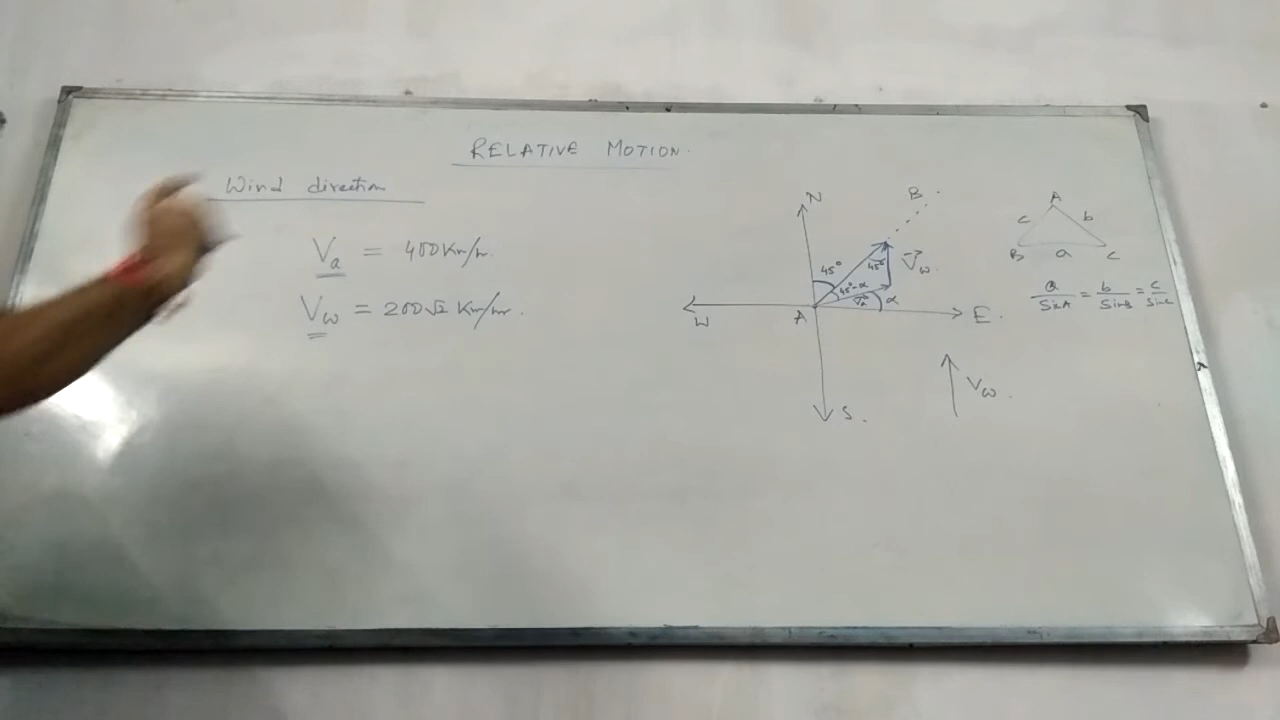 RELATIVE MOTION.
Wind direction
Va = 400 Km/hr.
Vw = 200√2 Km/hr.
N
B
45°
45°
V⃗w.
45°-α
V⃗a
α
W
A
E.
S.
Vw.
A
c
b
B
a
C
a/SinA = b/SinB = c/SinC